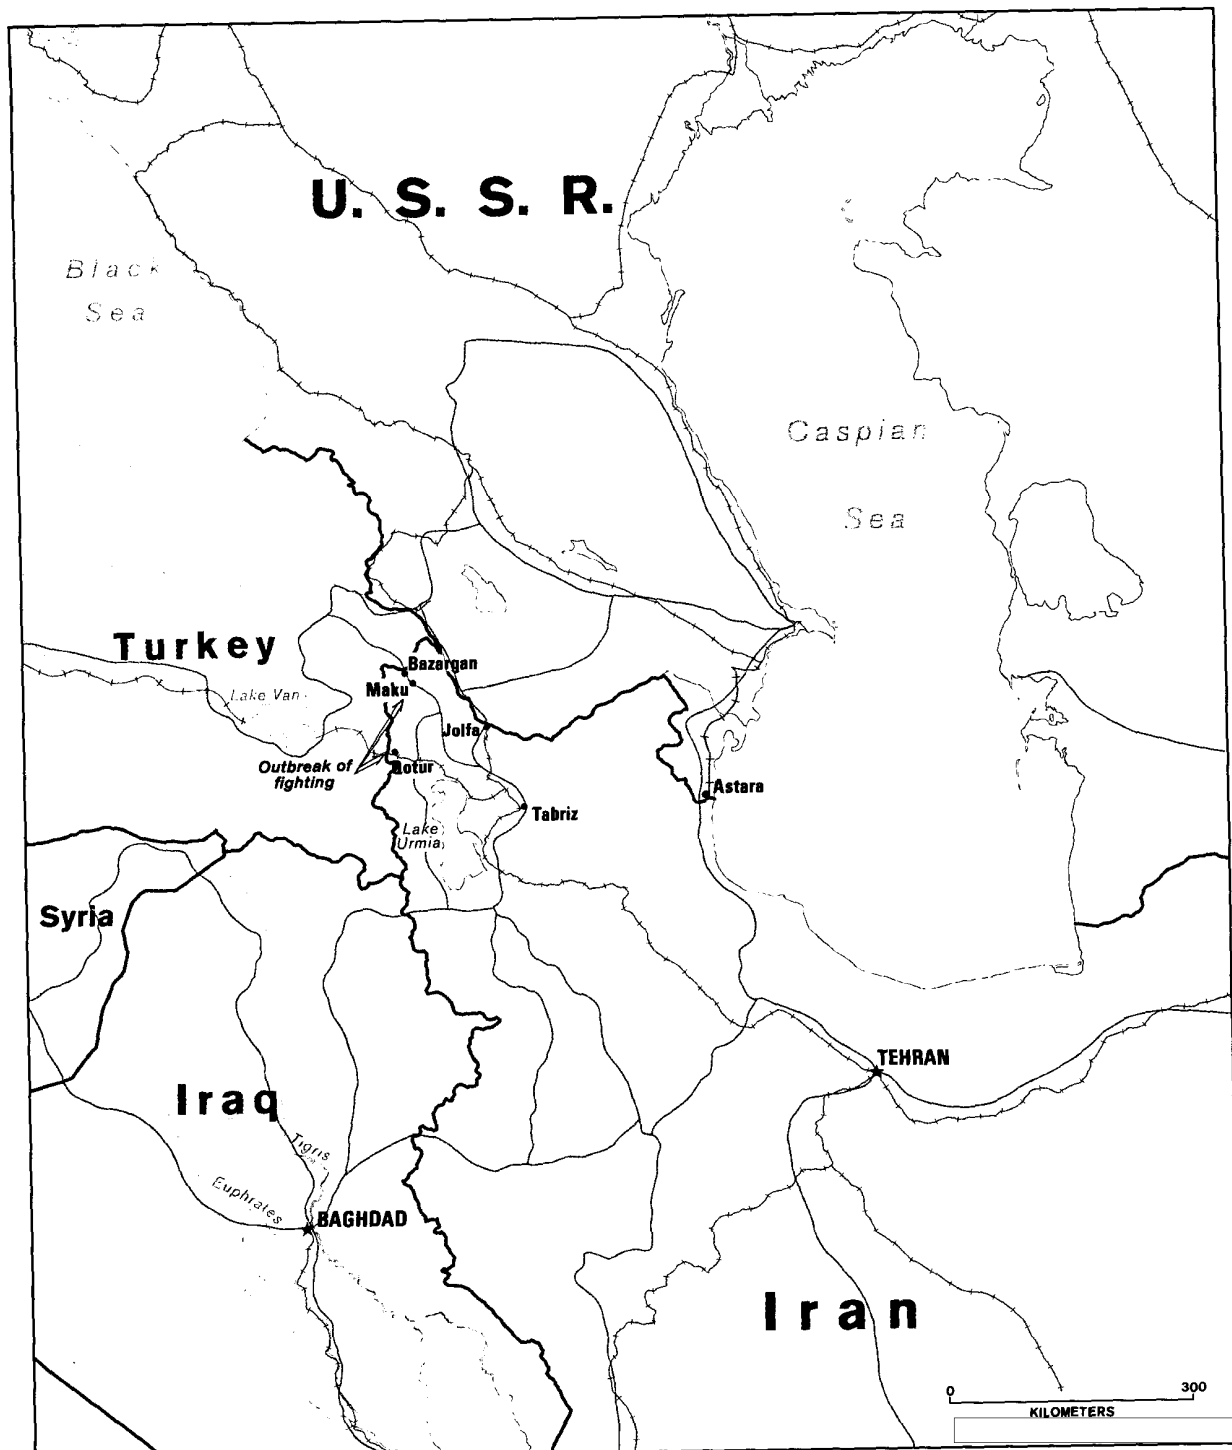 U. S. S. R.
Black
Sea
Caspian
Sea
Turkey
Bazargan
Maku
Lake Van
Jolfa
Outbreak of
fighting
Qotur
Astara
Tabriz
Lake
Urmia
Syria
TEHRAN
Iraq
Tigris
Euphrates
BAGHDAD
Iran
0 300
KILOMETERS